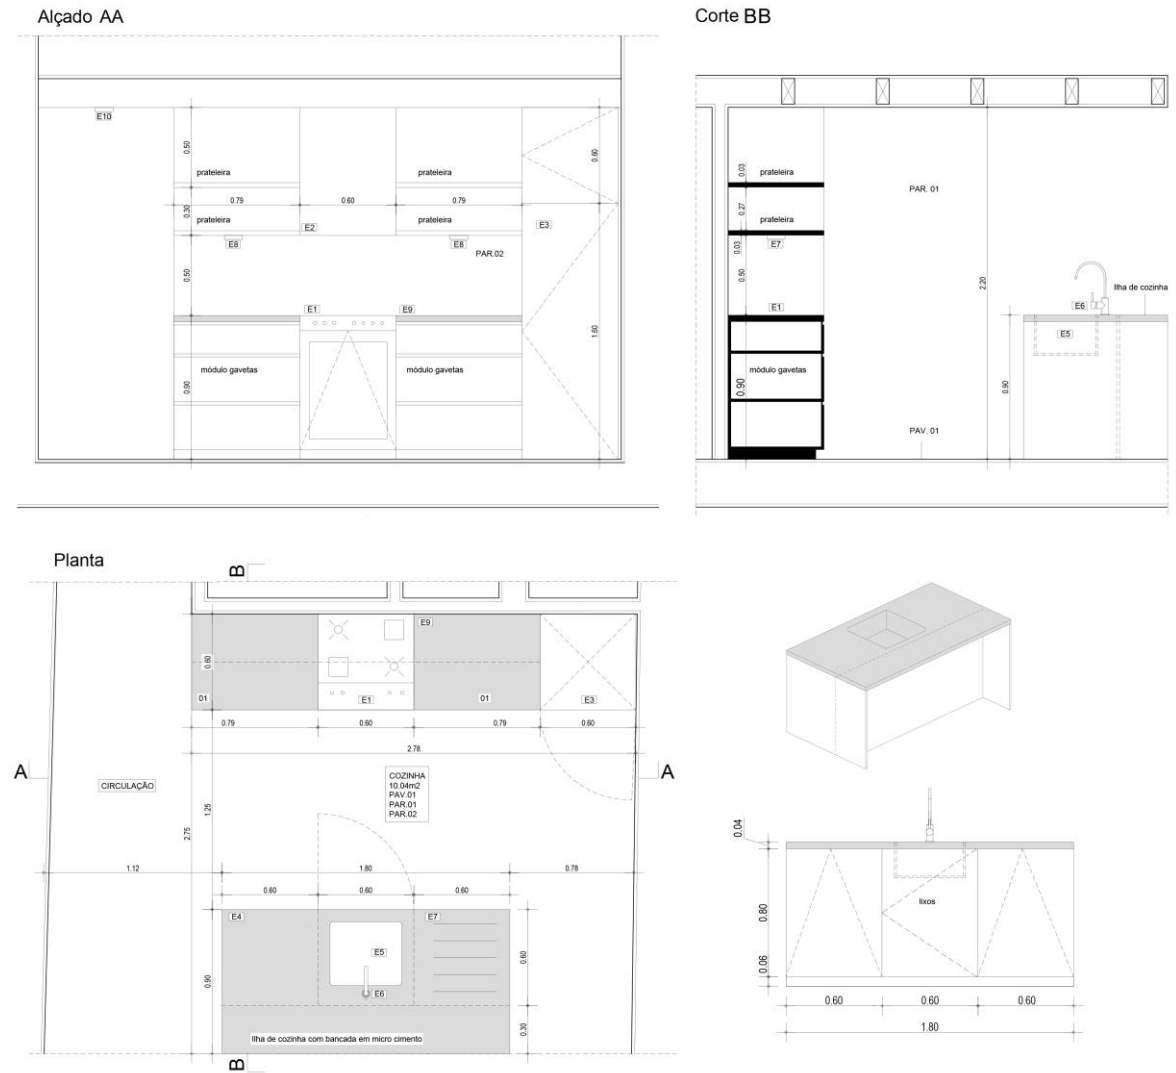 Alçado AA
E10
0.50
prateleira
prateleira
0.60
0.79
0.60
0.79
0.30
prateleira
prateleira
E2
E3
E8
E8
PAR.02
0.50
E1
E9
1.60
módulo gavetas
módulo gavetas
0.90
Corte BB
0.03
prateleira
PAR. 01
0.27
prateleira
E7
0.03
0.50
2.20
Ilha de cozinha
E6
E1
E5
módulo gavetas
0.90
0.90
PAV. 01
Planta
B
E9
0.60
01
E1
01
E3
0.79
0.60
0.79
0.60
2.78
A
A
CIRCULAÇÃO
COZINHA
10.04m2
PAV.01
PAR.01
PAR.02
1.25
2.75
1.12
1.80
0.78
0.60
0.60
0.60
E4
E7
E5
0.60
E6
0.90
0.30
Ilha de cozinha com bancada em micro cimento
B
0.04
lixos
0.80
0.06
0.60
0.60
0.60
1.80